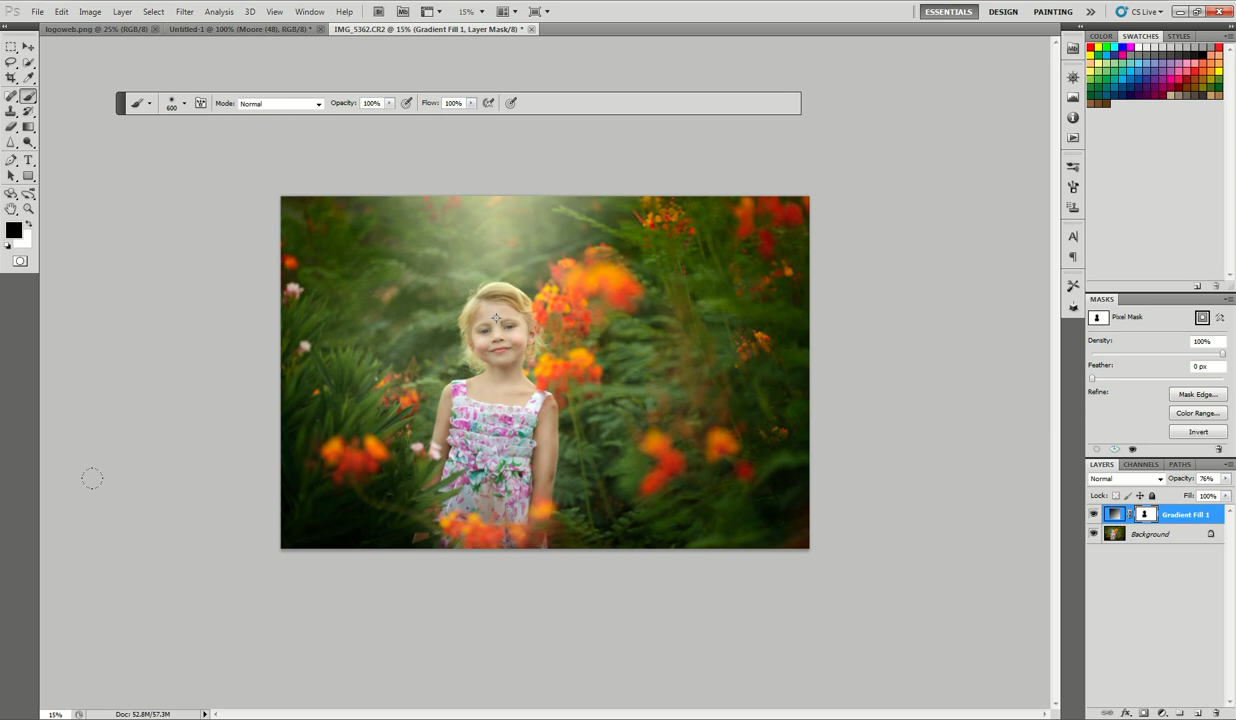 Ps File Edit Image Layer Select Filter Analysis 3D View Window Help 15% ESSENTIALS DESIGN PAINTING CS Live
logoweb.png @ 25% (RGB/8) Untitled-1 @ 100% (Moore (48), RGB/8) * IMG_5362.CR2 @ 15% (Gradient Fill 1, Layer Mask/8) *
COLOR SWATCHES STYLES
600 Mode: Normal Opacity: 100% Flow: 100%
MASKS
Pixel Mask
Density: 100%
Feather: 0 px
Refine: Mask Edge...
Color Range...
Invert
LAYERS CHANNELS PATHS
Normal Opacity: 76%
Lock: Fill: 100%
Gradient Fill 1
Background
15% Doc: 52.8M/57.3M